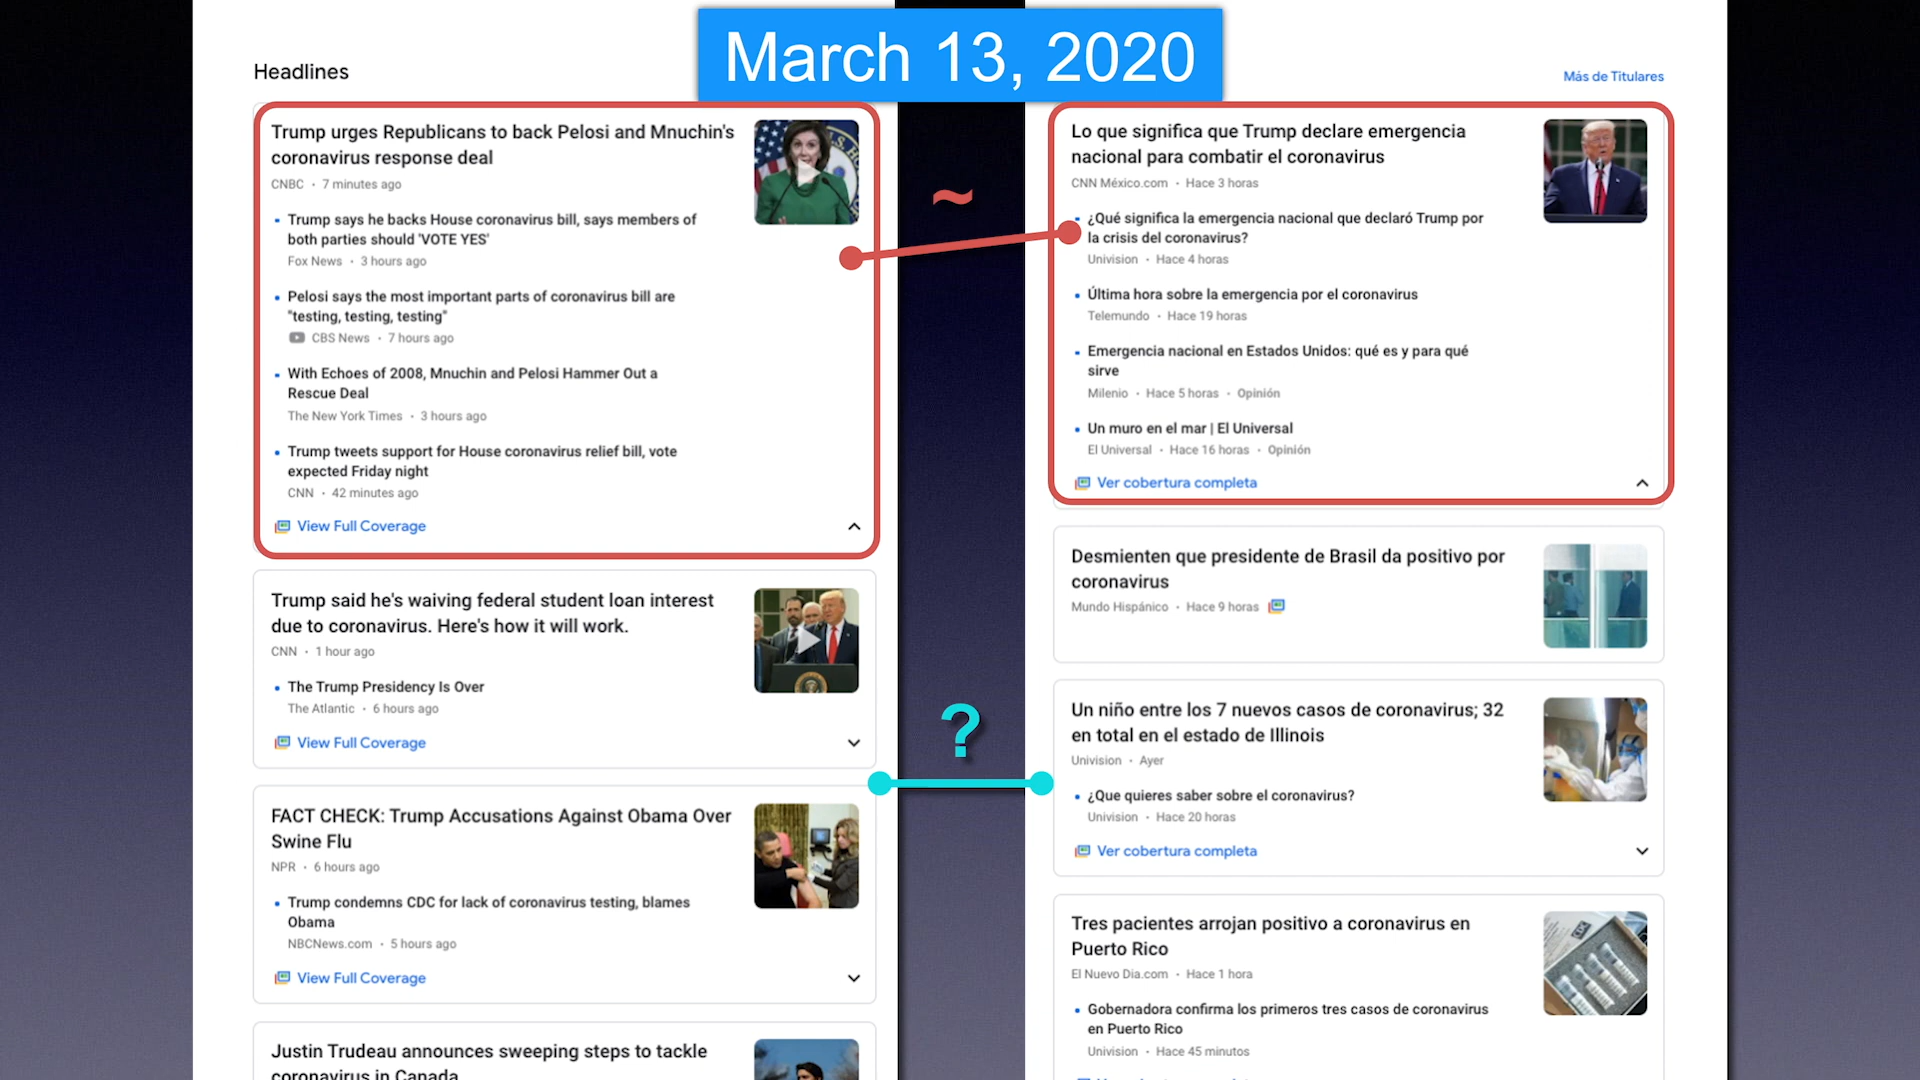 March 13, 2020
Headlines
Trump urges Republicans to back Pelosi and Mnuchin's
coronavirus response deal
CNBC • 7 minutes ago
Trump says he backs House coronavirus bill, says members of
both parties should 'VOTE YES'
Fox News • 3 hours ago
Pelosi says the most important parts of coronavirus bill are
"testing, testing, testing"
CBS News • 7 hours ago
With Echoes of 2008, Mnuchin and Pelosi Hammer Out a
Rescue Deal
The New York Times • 3 hours ago
Trump tweets support for House coronavirus relief bill, vote
expected Friday night
CNN • 42 minutes ago
View Full Coverage
Trump said he's waiving federal student loan interest
due to coronavirus. Here's how it will work.
CNN • 1 hour ago
The Trump Presidency Is Over
The Atlantic • 6 hours ago
View Full Coverage
FACT CHECK: Trump Accusations Against Obama Over
Swine Flu
NPR • 6 hours ago
Trump condemns CDC for lack of coronavirus testing, blames
Obama
NBCNews.com • 5 hours ago
View Full Coverage
Justin Trudeau announces sweeping steps to tackle
coronavirus in Canada
~
?
Más de Titulares
Lo que significa que Trump declare emergencia
nacional para combatir el coronavirus
CNN México.com • Hace 3 horas
¿Qué significa la emergencia nacional que declaró Trump por
la crisis del coronavirus?
Univision • Hace 4 horas
Última hora sobre la emergencia por el coronavirus
Telemundo • Hace 19 horas
Emergencia nacional en Estados Unidos: qué es y para qué
sirve
Milenio • Hace 5 horas • Opinión
Un muro en el mar | El Universal
El Universal • Hace 16 horas • Opinión
Ver cobertura completa
Desmienten que presidente de Brasil da positivo por
coronavirus
Mundo Hispánico • Hace 9 horas
Un niño entre los 7 nuevos casos de coronavirus; 32
en total en el estado de Illinois
Univision • Ayer
¿Que quieres saber sobre el coronavirus?
Univision • Hace 20 horas
Ver cobertura completa
Tres pacientes arrojan positivo a coronavirus en
Puerto Rico
El Nuevo Dia.com • Hace 1 hora
Gobernadora confirma los primeros tres casos de coronavirus
en Puerto Rico
Univision • Hace 45 minutos